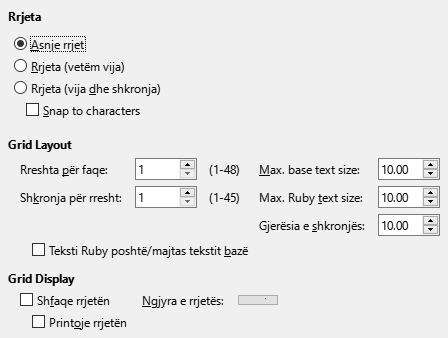 Rrjeta
Asnje rrjet
Rrjeta (vetëm vija)
Rrjeta (vija dhe shkronja)
Snap to characters
Grid Layout
Rreshta për faqe: 1 (1-48) Max. base text size: 10.00
Shkronja për rresht: 1 (1-45) Max. Ruby text size: 10.00
Gjerësia e shkronjës: 10.00
Teksti Ruby poshtë/majtas tekstit bazë
Grid Display
Shfaqe rrjetën Ngjyra e rrjetës:
Printoje rrjetën